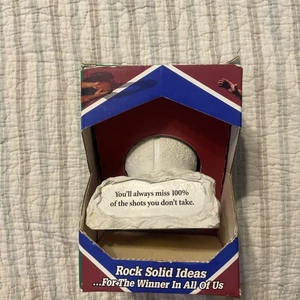 You'll always miss 100%
of the shots you don't take.
Rock Solid Ideas
...For The Winner In All Of Us